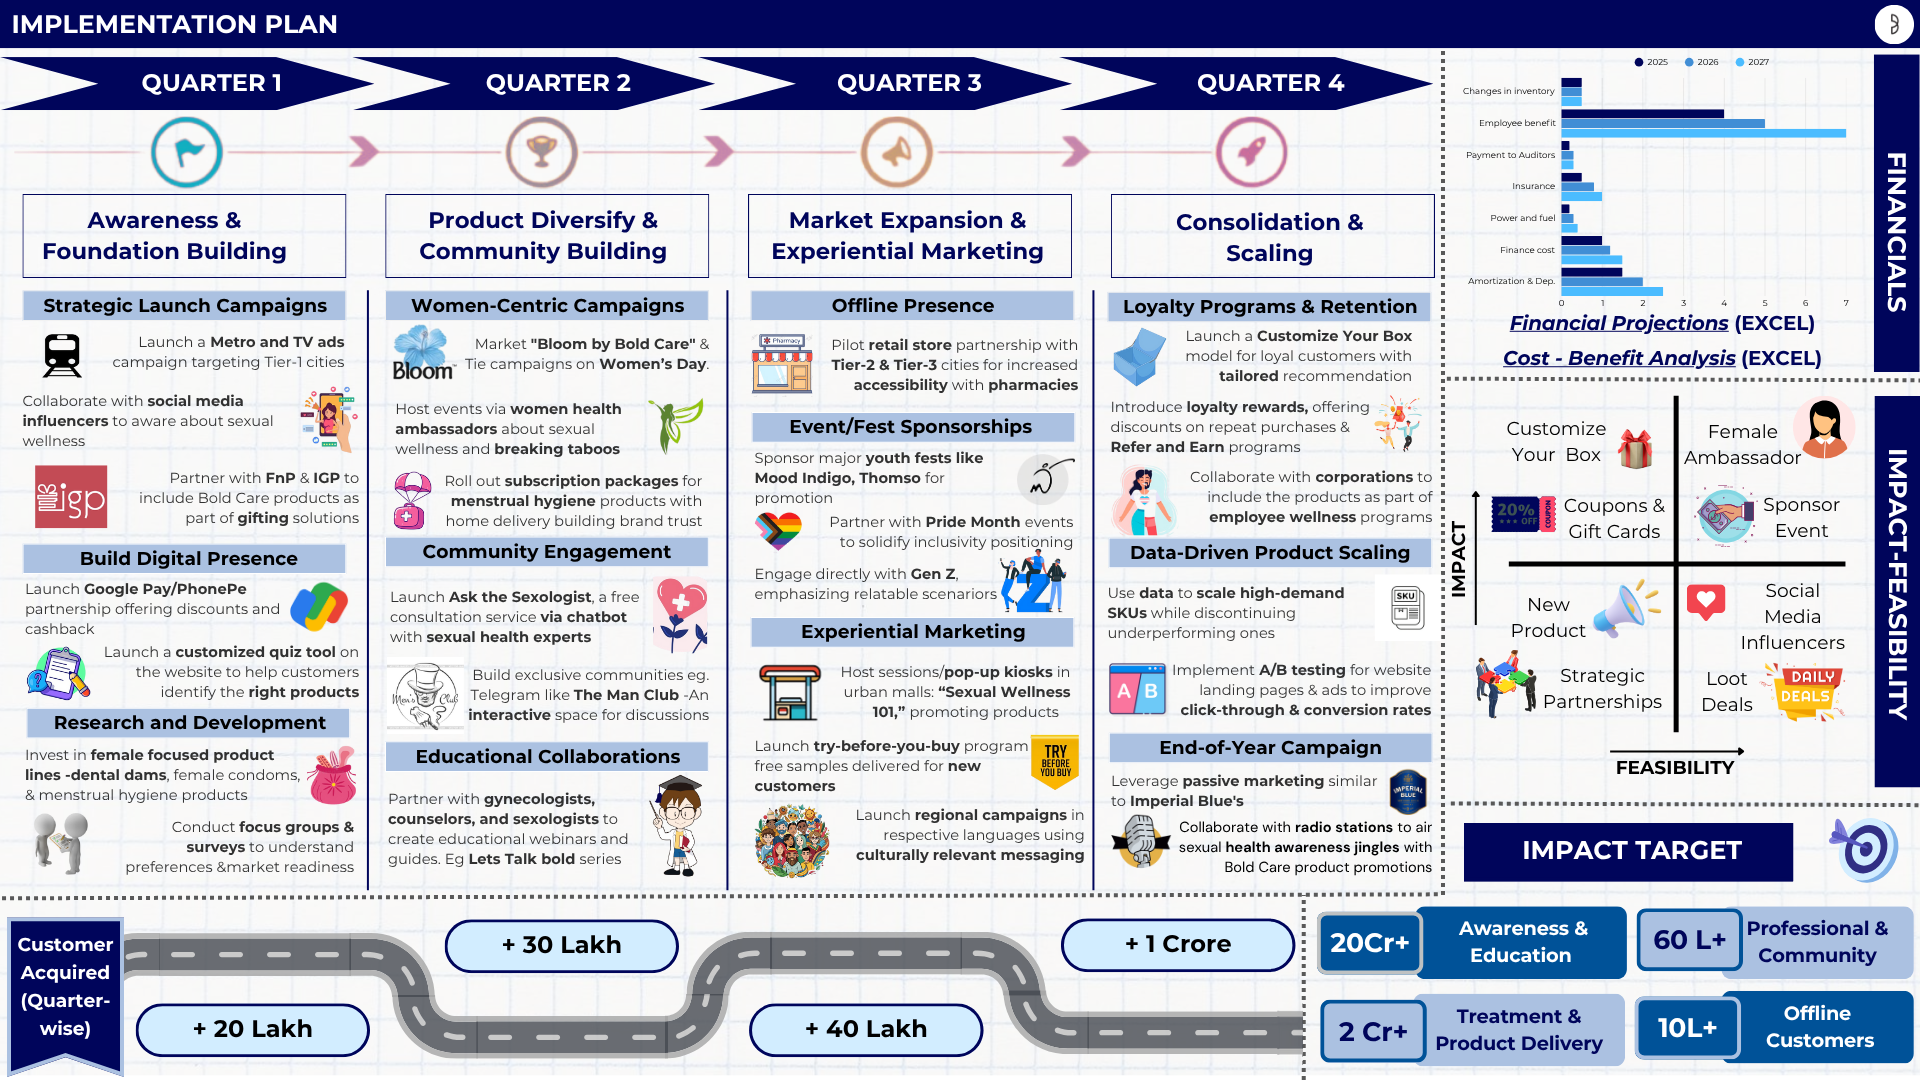 IMPLEMENTATION PLAN
QUARTER 1
QUARTER 2
QUARTER 3
QUARTER 4
Awareness &
Foundation Building
Product Diversify &
Community Building
Market Expansion &
Experiential Marketing
Consolidation &
Scaling
Strategic Launch Campaigns
Launch a Metro and TV ads
campaign targeting Tier-1 cities
Collaborate with social media
influencers to aware about sexual
wellness
igp
Partner with FnP & IGP to
include Bold Care products as
part of gifting solutions
Build Digital Presence
Launch Google Pay/PhonePe
partnership offering discounts and
cashback
Launch a customized quiz tool on
the website to help customers
identify the right products
Research and Development
Invest in female focused product
lines -dental dams, female condoms,
& menstrual hygiene products
Conduct focus groups &
surveys to understand
preferences &market readiness
Women-Centric Campaigns
Bloom
Market "Bloom by Bold Care" &
Tie campaigns on Women's Day.
Host events via women health
ambassadors about sexual
wellness and breaking taboos
Roll out subscription packages for
menstrual hygiene products with
home delivery building brand trust
Community Engagement
Launch Ask the Sexologist, a free
consultation service via chatbot
with sexual health experts
Men's Club
Build exclusive communities eg.
Telegram like The Man Club -An
interactive space for discussions
Educational Collaborations
Partner with gynecologists,
counselors, and sexologists to
create educational webinars and
guides. Eg Lets Talk bold series
Offline Presence
Pharmacy
Pilot retail store partnership with
Tier-2 & Tier-3 cities for increased
accessibility with pharmacies
Event/Fest Sponsorships
Sponsor major youth fests like
Mood Indigo, Thomso for
promotion
Partner with Pride Month events
to solidify inclusivity positioning
Engage directly with Gen Z,
emphasizing relatable scenariors
Z
Experiential Marketing
Host sessions/pop-up kiosks in
urban malls: “Sexual Wellness
101,” promoting products
Launch try-before-you-buy program
free samples delivered for new
customers
TRY
BEFORE
YOU BUY
Launch regional campaigns in
respective languages using
culturally relevant messaging
Loyalty Programs & Retention
Launch a Customize Your Box
model for loyal customers with
tailored recommendation
Introduce loyalty rewards, offering
discounts on repeat purchases &
Refer and Earn programs
Collaborate with corporations to
include the products as part of
employee wellness programs
Data-Driven Product Scaling
Use data to scale high-demand
SKUs while discontinuing
underperforming ones
SKU
A B
Implement A/B testing for website
landing pages & ads to improve
click-through & conversion rates
End-of-Year Campaign
Leverage passive marketing similar
to Imperial Blue's
IMPERIAL
BLUE
Collaborate with radio stations to air
sexual health awareness jingles with
Bold Care product promotions
2025 2026 2027
Changes in inventory
Employee benefit
Payment to Auditors
Insurance
Power and fuel
Finance cost
Amortization & Dep.
0 1 2 3 4 5 6 7
Financial Projections (EXCEL)
Cost - Benefit Analysis (EXCEL)
FINANCIALS
Customize
Your Box
Female
Ambassador
20%
OFF
COUPON
Coupons &
Gift Cards
Sponsor
Event
IMPACT
New
Product
Social
Media
Influencers
Strategic
Partnerships
Loot
Deals
DAILY
DEALS
FEASIBILITY
IMPACT-FEASIBILITY
IMPACT TARGET
Customer
Acquired
(Quarter-
wise)
+ 20 Lakh
+ 30 Lakh
+ 40 Lakh
+ 1 Crore
20Cr+
Awareness &
Education
60 L+
Professional &
Community
2 Cr+
Treatment &
Product Delivery
10L+
Offline
Customers